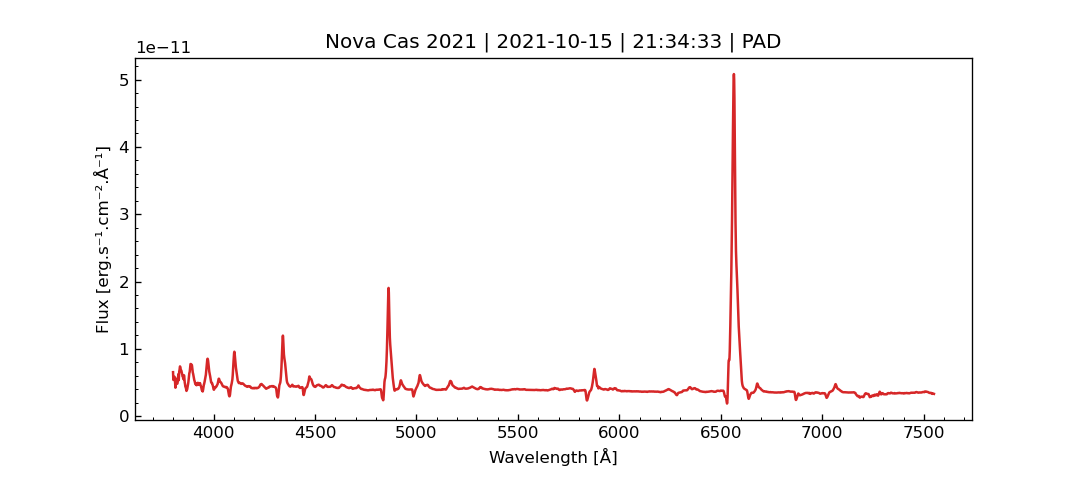 Nova Cas 2021 | 2021-10-15 | 21:34:33 | PAD
1e−11
5
4
3
2
1
0
Flux [erg.s⁻¹.cm⁻².Å⁻¹]
4000 4500 5000 5500 6000 6500 7000 7500
Wavelength [Å]